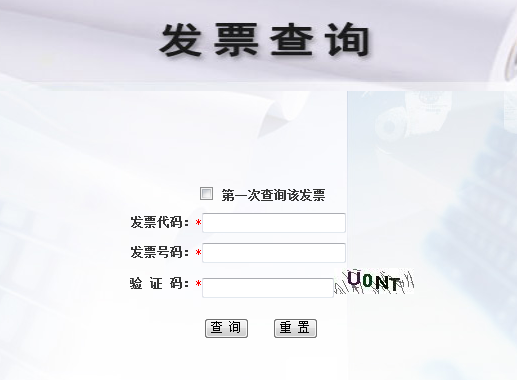 发票查询
第一次查询该发票
发票代码：*
发票号码：*
验 证 码：* U0NT
查 询 重 置